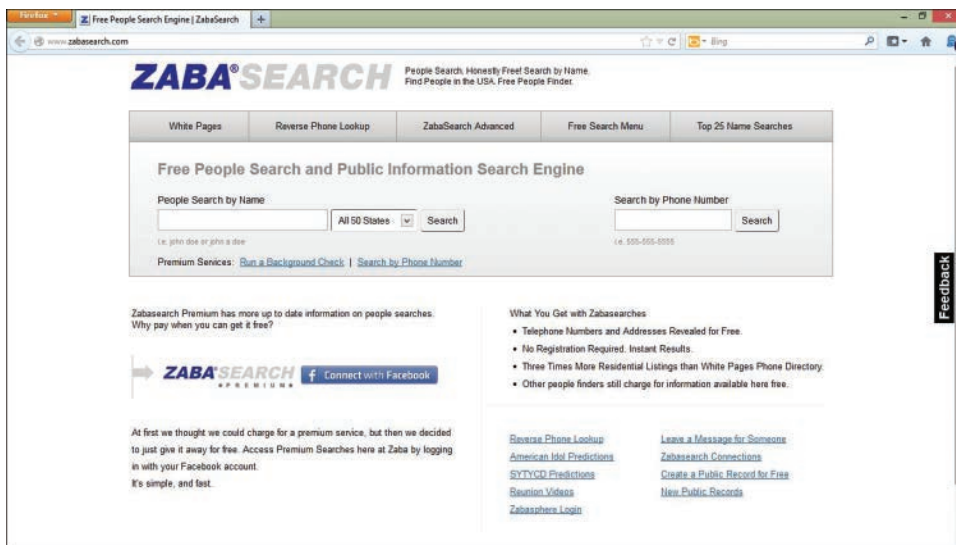 Firefox
Free People Search Engine | ZabaSearch
+
www.zabasearch.com
Bing
ZABA®SEARCH
People Search, Honestly Free! Search by Name.
Find People in the USA. Free People Finder.
White Pages
Reverse Phone Lookup
ZabaSearch Advanced
Free Search Menu
Top 25 Name Searches
Free People Search and Public Information Search Engine
People Search by Name
All 50 States
Search
i.e. john doe or john a doe
Search by Phone Number
Search
i.e. 555-555-5555
Premium Services: Run a Background Check | Search by Phone Number
Feedback
Zabasearch Premium has more up to date information on people searches.
Why pay when you can get it free?
ZABA®SEARCH
PREMIUM
f Connect with Facebook
At first we thought we could charge for a premium service, but then we decided
to just give it away for free. Access Premium Searches here at Zaba by logging
in with your Facebook account.
It's simple, and fast.
What You Get with Zabasearches
• Telephone Numbers and Addresses Revealed for Free.
• No Registration Required. Instant Results.
• Three Times More Residential Listings than White Pages Phone Directory.
• Other people finders still charge for information available here free.
Reverse Phone Lookup
American Idol Predictions
SYTYCD Predictions
Reunion Videos
Zabasphere Login
Leave a Message for Someone
Zabasearch Connections
Create a Public Record for Free
New Public Records